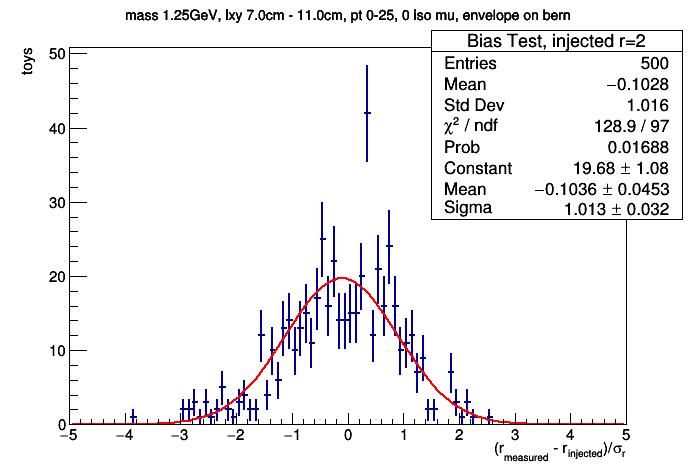 mass 1.25GeV, lxy 7.0cm - 11.0cm, pt 0-25, 0 Iso mu, envelope on bern
Bias Test, injected r=2
Entries 500
Mean −0.1028
Std Dev 1.016
χ² / ndf 128.9 / 97
Prob 0.01688
Constant 19.68 ± 1.08
Mean −0.1036 ± 0.0453
Sigma 1.013 ± 0.032
toys
50
40
30
20
10
0
−5 −4 −3 −2 −1 0 1 2 3 4 5
(r_measured - r_injected)/σ_r